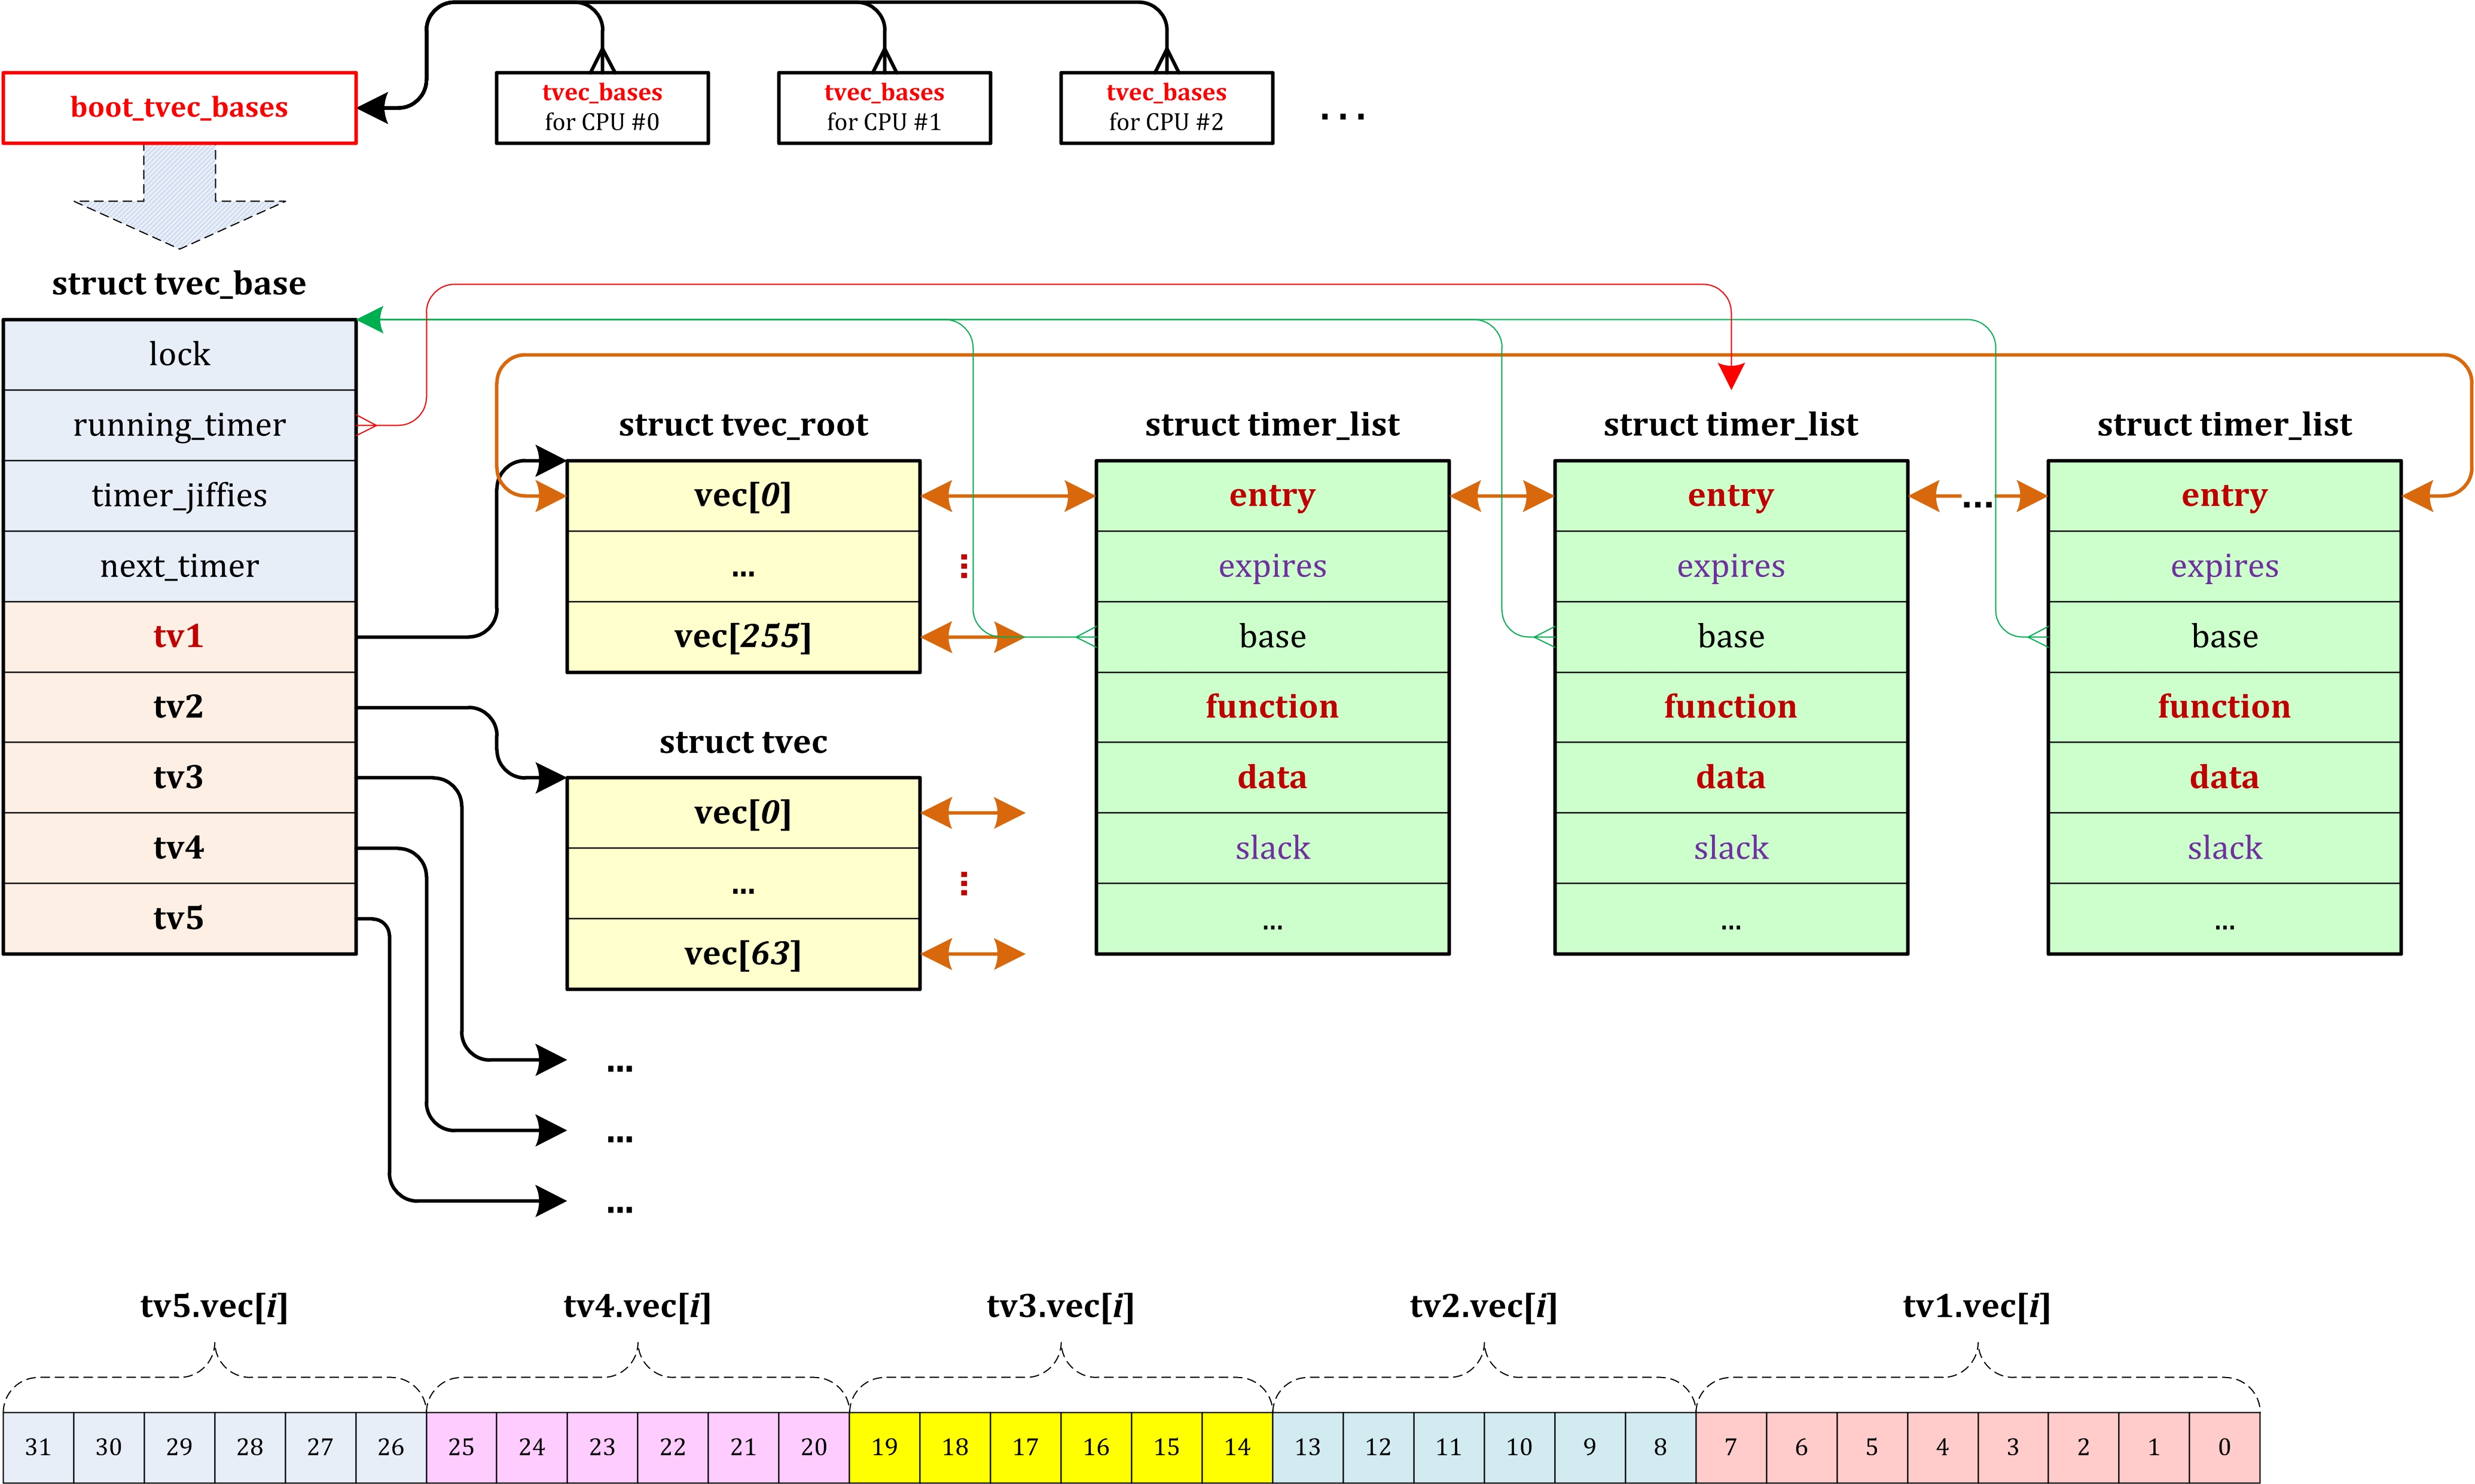 boot_tvec_bases
tvec_bases
for CPU #0
tvec_bases
for CPU #1
tvec_bases
for CPU #2
...
struct tvec_base
lock
running_timer
timer_jiffies
next_timer
tv1
tv2
tv3
tv4
tv5
struct tvec_root
vec[0]
...
vec[255]
...
struct tvec
vec[0]
...
vec[63]
...
...
...
...
struct timer_list
entry
expires
base
function
data
slack
...
struct timer_list
entry
expires
base
function
data
slack
...
...
struct timer_list
entry
expires
base
function
data
slack
...
tv5.vec[i] tv4.vec[i] tv3.vec[i] tv2.vec[i] tv1.vec[i]
31 30 29 28 27 26 25 24 23 22 21 20 19 18 17 16 15 14 13 12 11 10 9 8 7 6 5 4 3 2 1 0